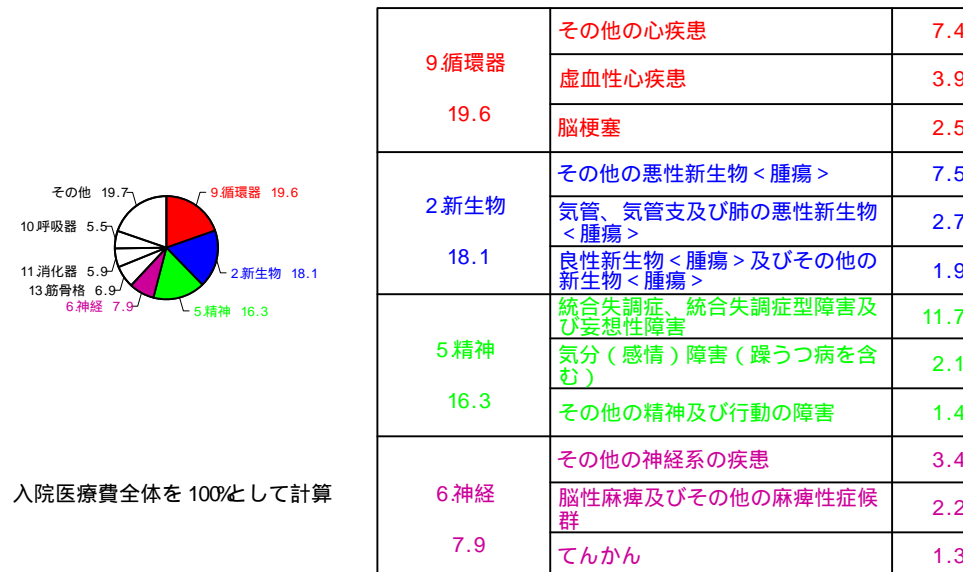 その他 19.7
9.循環器 19.6
10.呼吸器 5.5
11.消化器 5.9
2.新生物 18.1
13.筋骨格 6.9
6.神経 7.9
5.精神 16.3
入院医療費全体を100%として計算
9.循環器
19.6
その他の心疾患 7.4
虚血性心疾患 3.9
脳梗塞 2.5
2.新生物
18.1
その他の悪性新生物<腫瘍> 7.5
気管、気管支及び肺の悪性新生物
<腫瘍> 2.7
良性新生物<腫瘍>及びその他の
新生物<腫瘍> 1.9
5.精神
16.3
統合失調症、統合失調症型障害及
び妄想性障害 11.7
気分(感情)障害(躁うつ病を含
む) 2.1
その他の精神及び行動の障害 1.4
6.神経
7.9
その他の神経系の疾患 3.4
脳性麻痺及びその他の麻痺性症候
群 2.2
てんかん 1.3